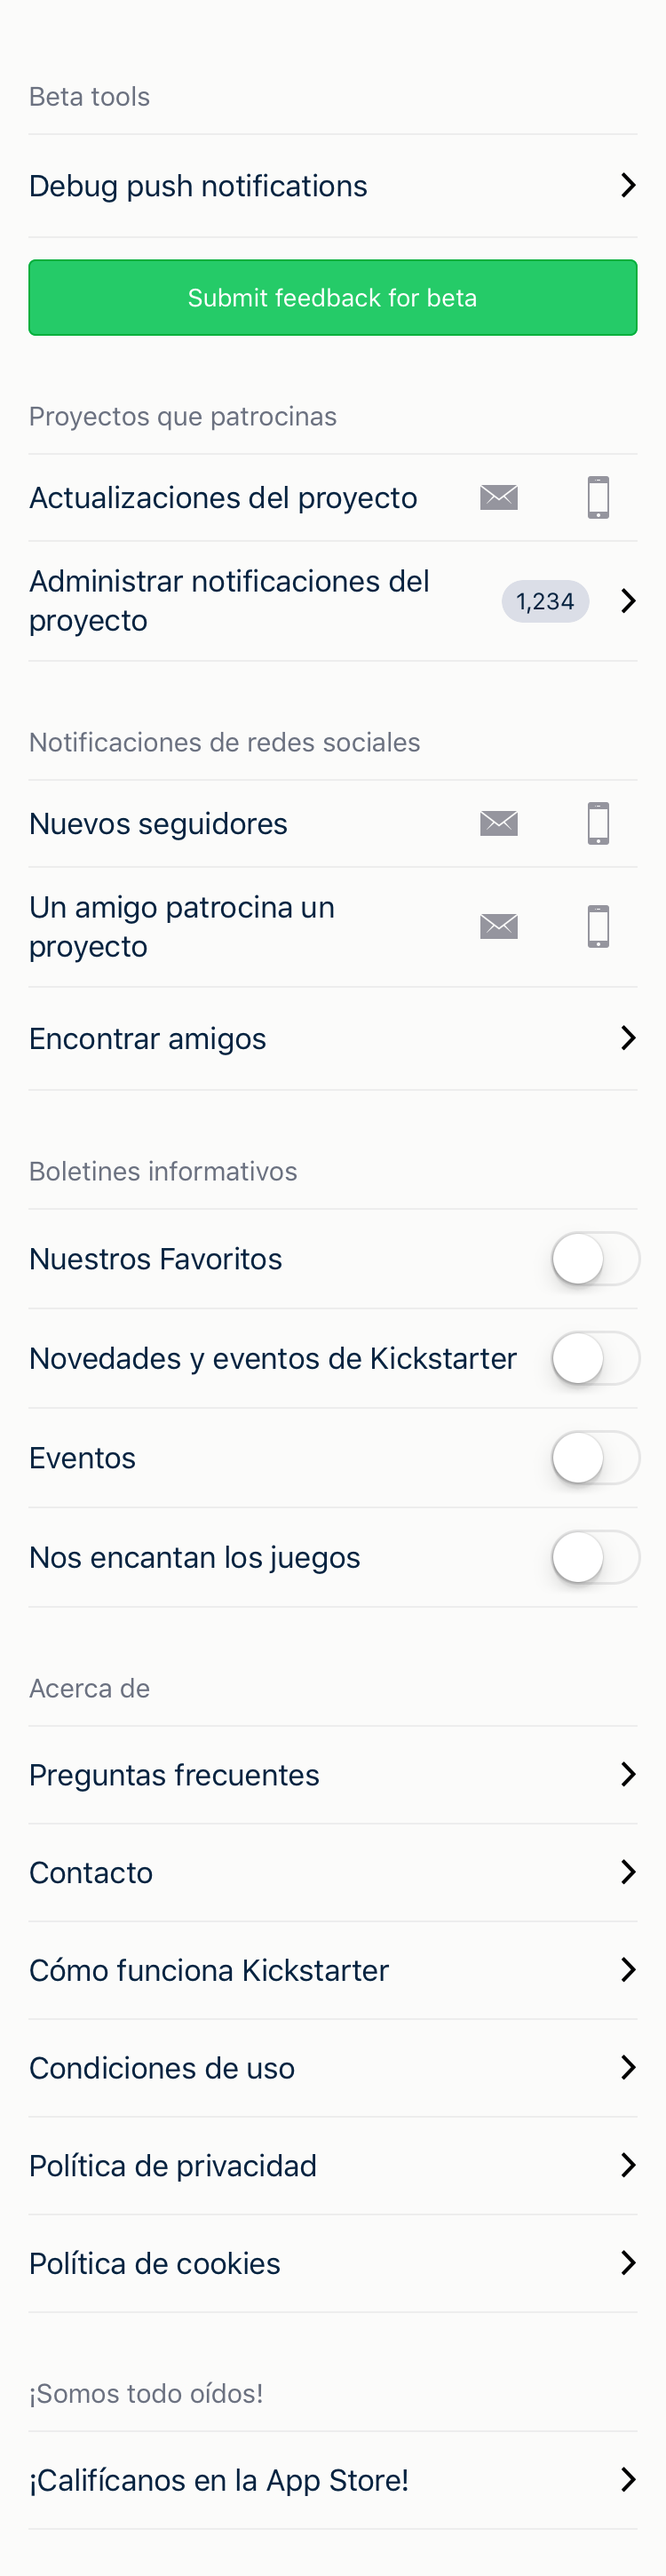 Beta tools
Debug push notifications
Submit feedback for beta
Proyectos que patrocinas
Actualizaciones del proyecto
Administrar notificaciones del
proyecto
1,234
Notificaciones de redes sociales
Nuevos seguidores
Un amigo patrocina un
proyecto
Encontrar amigos
Boletines informativos
Nuestros Favoritos
Novedades y eventos de Kickstarter
Eventos
Nos encantan los juegos
Acerca de
Preguntas frecuentes
Contacto
Cómo funciona Kickstarter
Condiciones de uso
Política de privacidad
Política de cookies
¡Somos todo oídos!
¡Califícanos en la App Store!